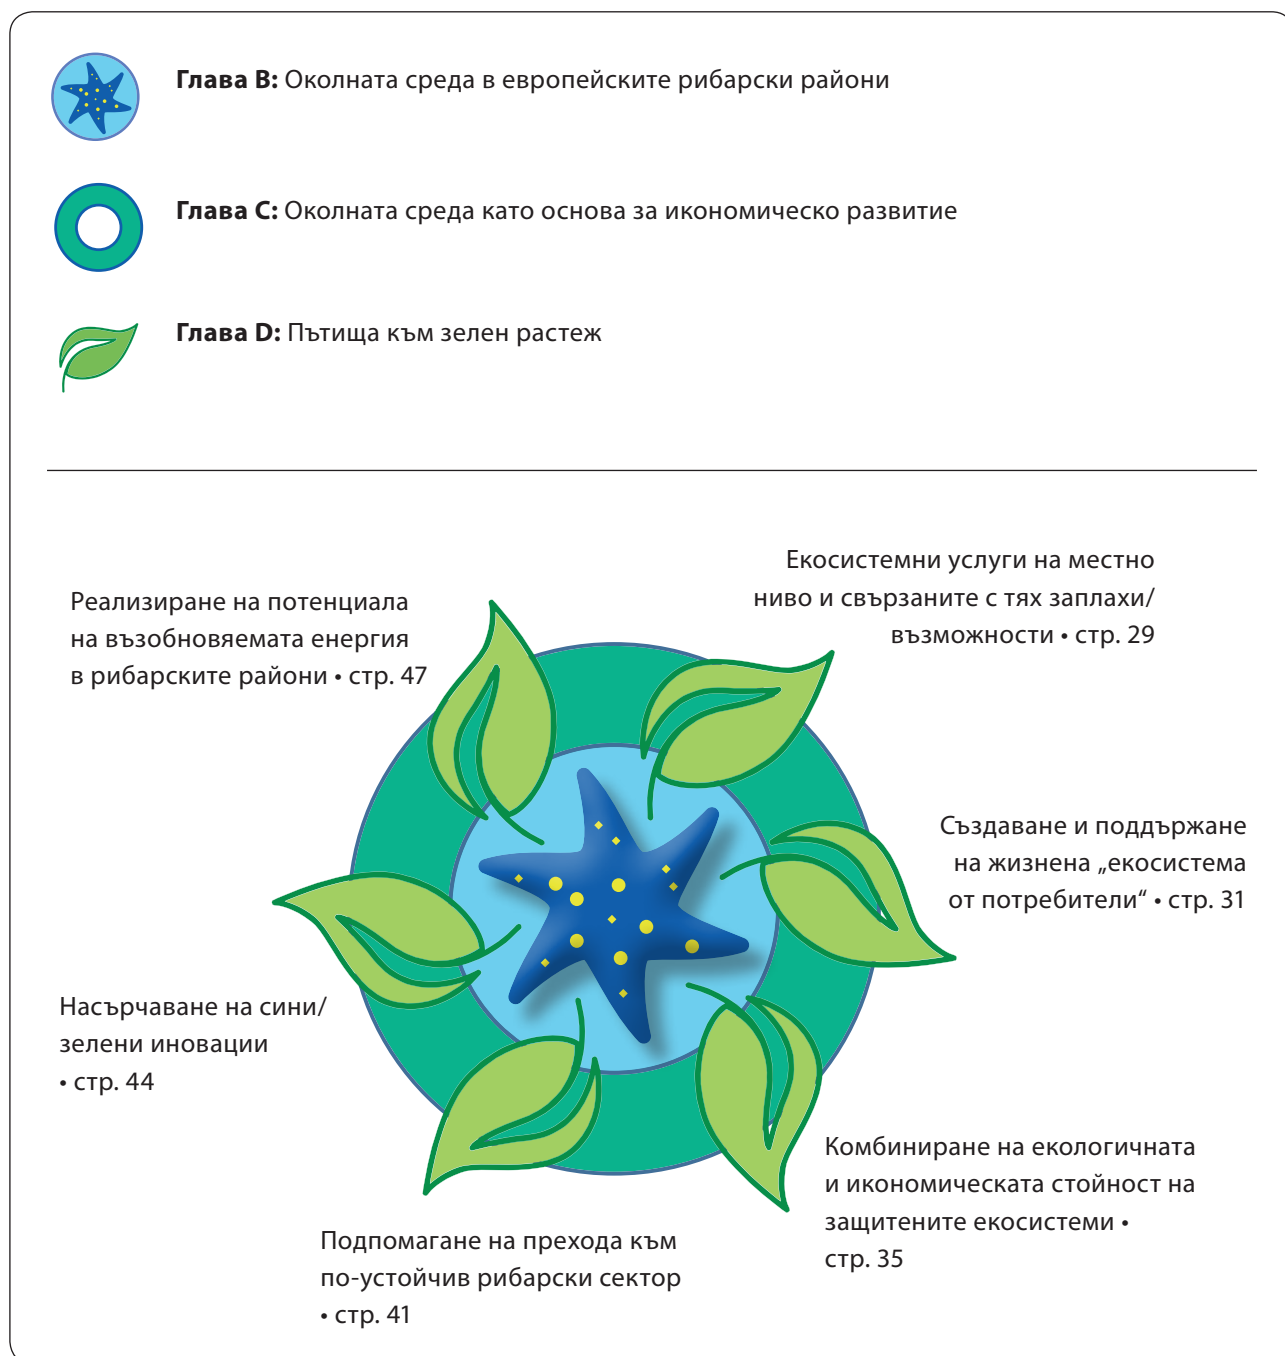 Глава B: Околната среда в европейските рибарски райони
Глава C: Околната среда като основа за икономическо развитие
Глава D: Пътища към зелен растеж
Екосистемни услуги на местно
ниво и свързаните с тях заплахи/
възможности • стр. 29
Реализиране на потенциала
на възобновяемата енергия
в рибарските райони • стр. 47
Създаване и поддържане
на жизнена „екосистема
от потребители“ • стр. 31
Насърчаване на сини/
зелени иновации
• стр. 44
Комбиниране на екологичната
и икономическата стойност на
защитените екосистеми •
стр. 35
Подпомагане на прехода към
по-устойчив рибарски сектор
• стр. 41